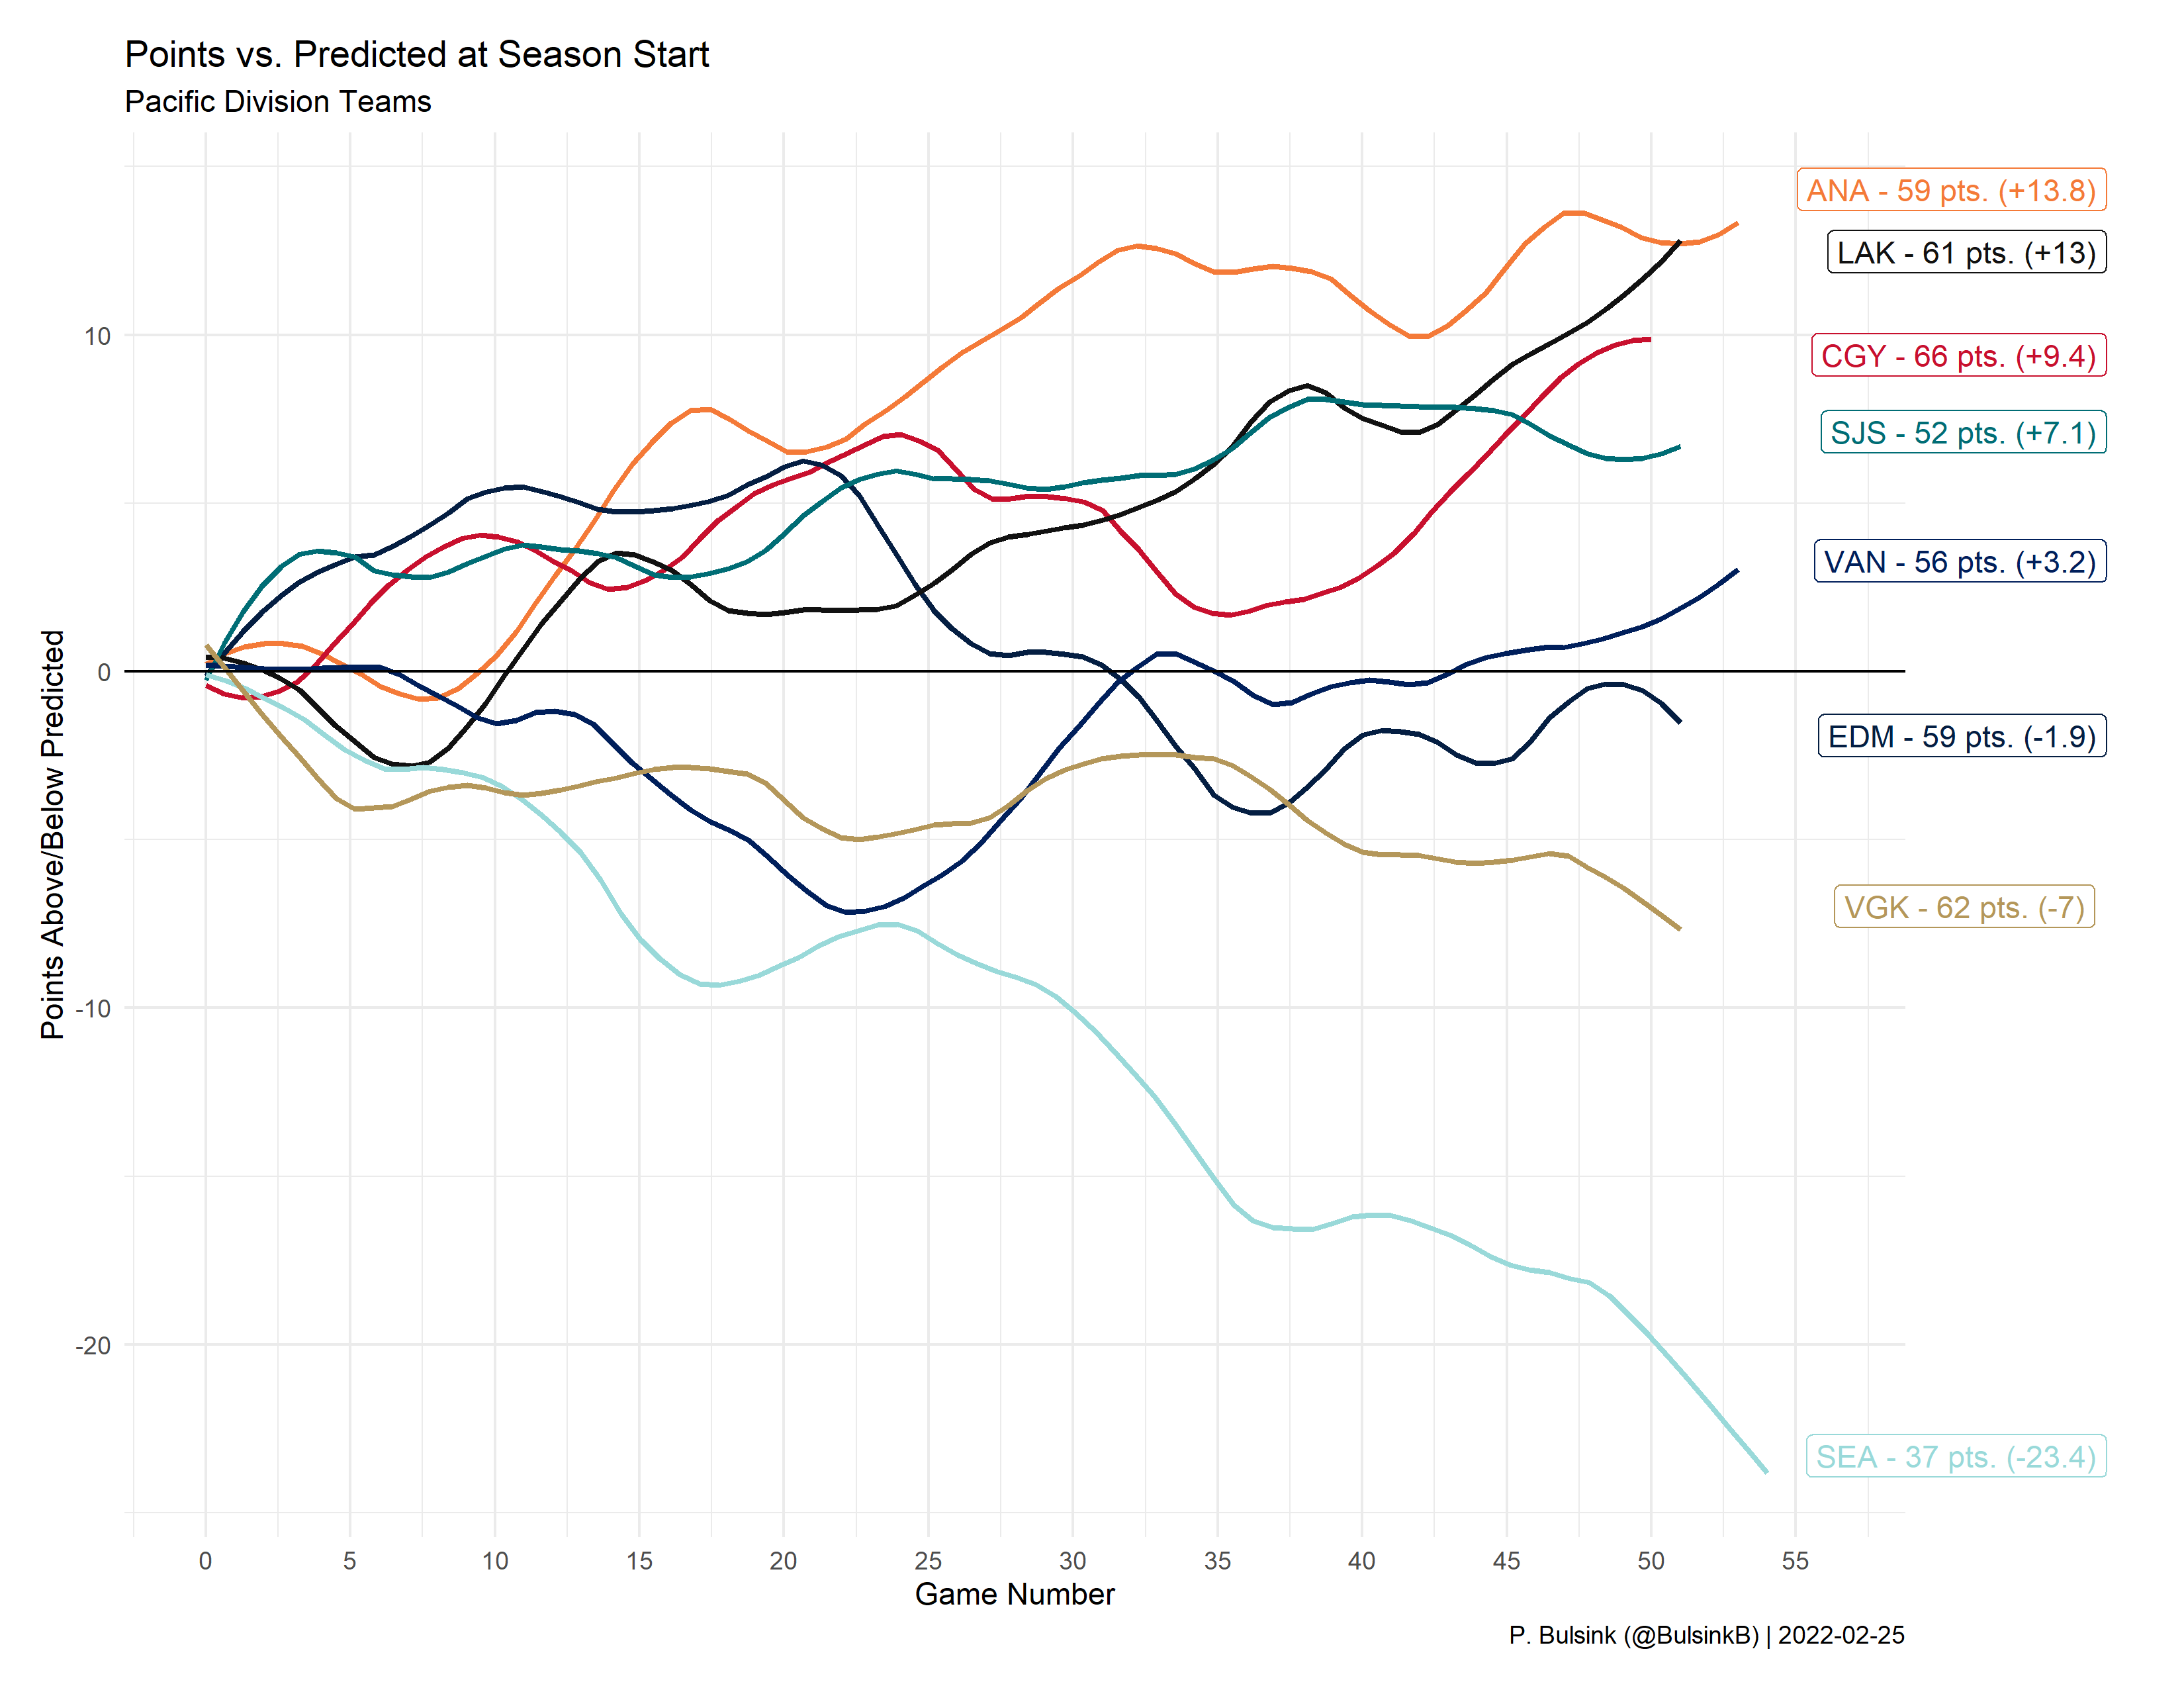 Points vs. Predicted at Season Start
Pacific Division Teams
ANA - 59 pts. (+13.8)
LAK - 61 pts. (+13)
CGY - 66 pts. (+9.4)
SJS - 52 pts. (+7.1)
VAN - 56 pts. (+3.2)
EDM - 59 pts. (-1.9)
VGK - 62 pts. (-7)
SEA - 37 pts. (-23.4)
Points Above/Below Predicted
10
0
-10
-20
0 5 10 15 20 25 30 35 40 45 50 55
Game Number
P. Bulsink (@BulsinkB) | 2022-02-25